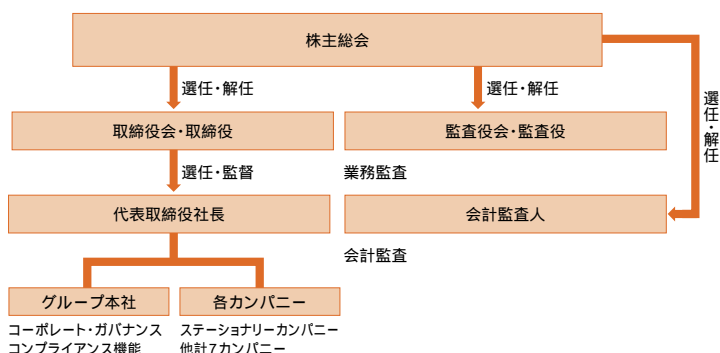 株主総会
選任・解任
選任・解任
選任・解任
取締役会・取締役
監査役会・監査役
選任・監督
業務監査
代表取締役社長
会計監査人
会計監査
グループ本社
各カンパニー
コーポレート・ガバナンス
コンプライアンス機能
ステーショナリーカンパニー
他計7カンパニー